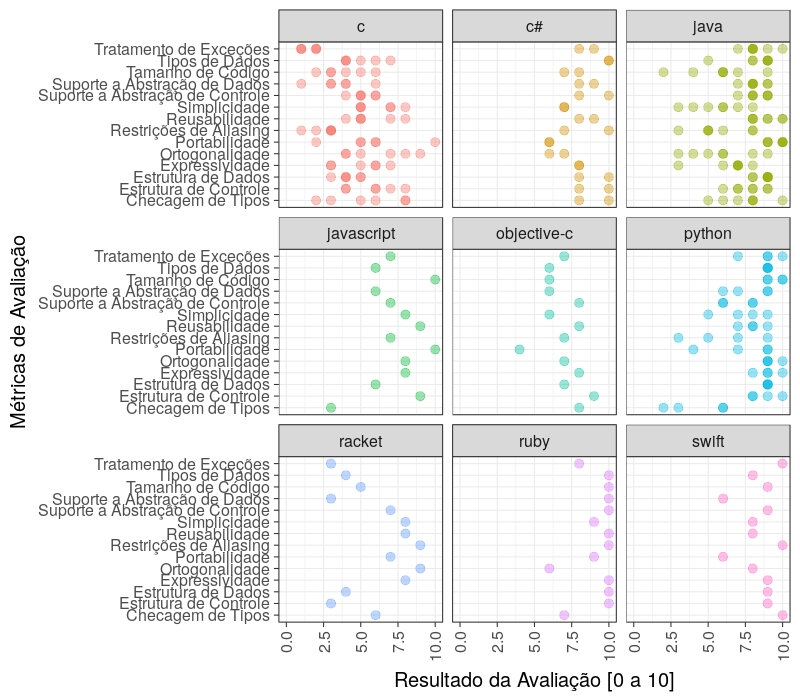 c c# java
Tratamento de Exceções
Tipos de Dados
Tamanho de Código
Suporte a Abstração de Dados
Suporte a Abstração de Controle
Simplicidade
Reusabilidade
Restrições de Aliasing
Portabilidade
Ortogonalidade
Expressividade
Estrutura de Dados
Estrutura de Controle
Checagem de Tipos
javascript objective-c python
Tratamento de Exceções
Tipos de Dados
Tamanho de Código
Suporte a Abstração de Dados
Suporte a Abstração de Controle
Simplicidade
Reusabilidade
Restrições de Aliasing
Portabilidade
Ortogonalidade
Expressividade
Estrutura de Dados
Estrutura de Controle
Checagem de Tipos
racket ruby swift
Tratamento de Exceções
Tipos de Dados
Tamanho de Código
Suporte a Abstração de Dados
Suporte a Abstração de Controle
Simplicidade
Reusabilidade
Restrições de Aliasing
Portabilidade
Ortogonalidade
Expressividade
Estrutura de Dados
Estrutura de Controle
Checagem de Tipos
0.0 2.5 5.0 7.5 10.0 0.0 2.5 5.0 7.5 10.0 0.0 2.5 5.0 7.5 10.0
Resultado da Avaliação [0 a 10]
Métricas de Avaliação